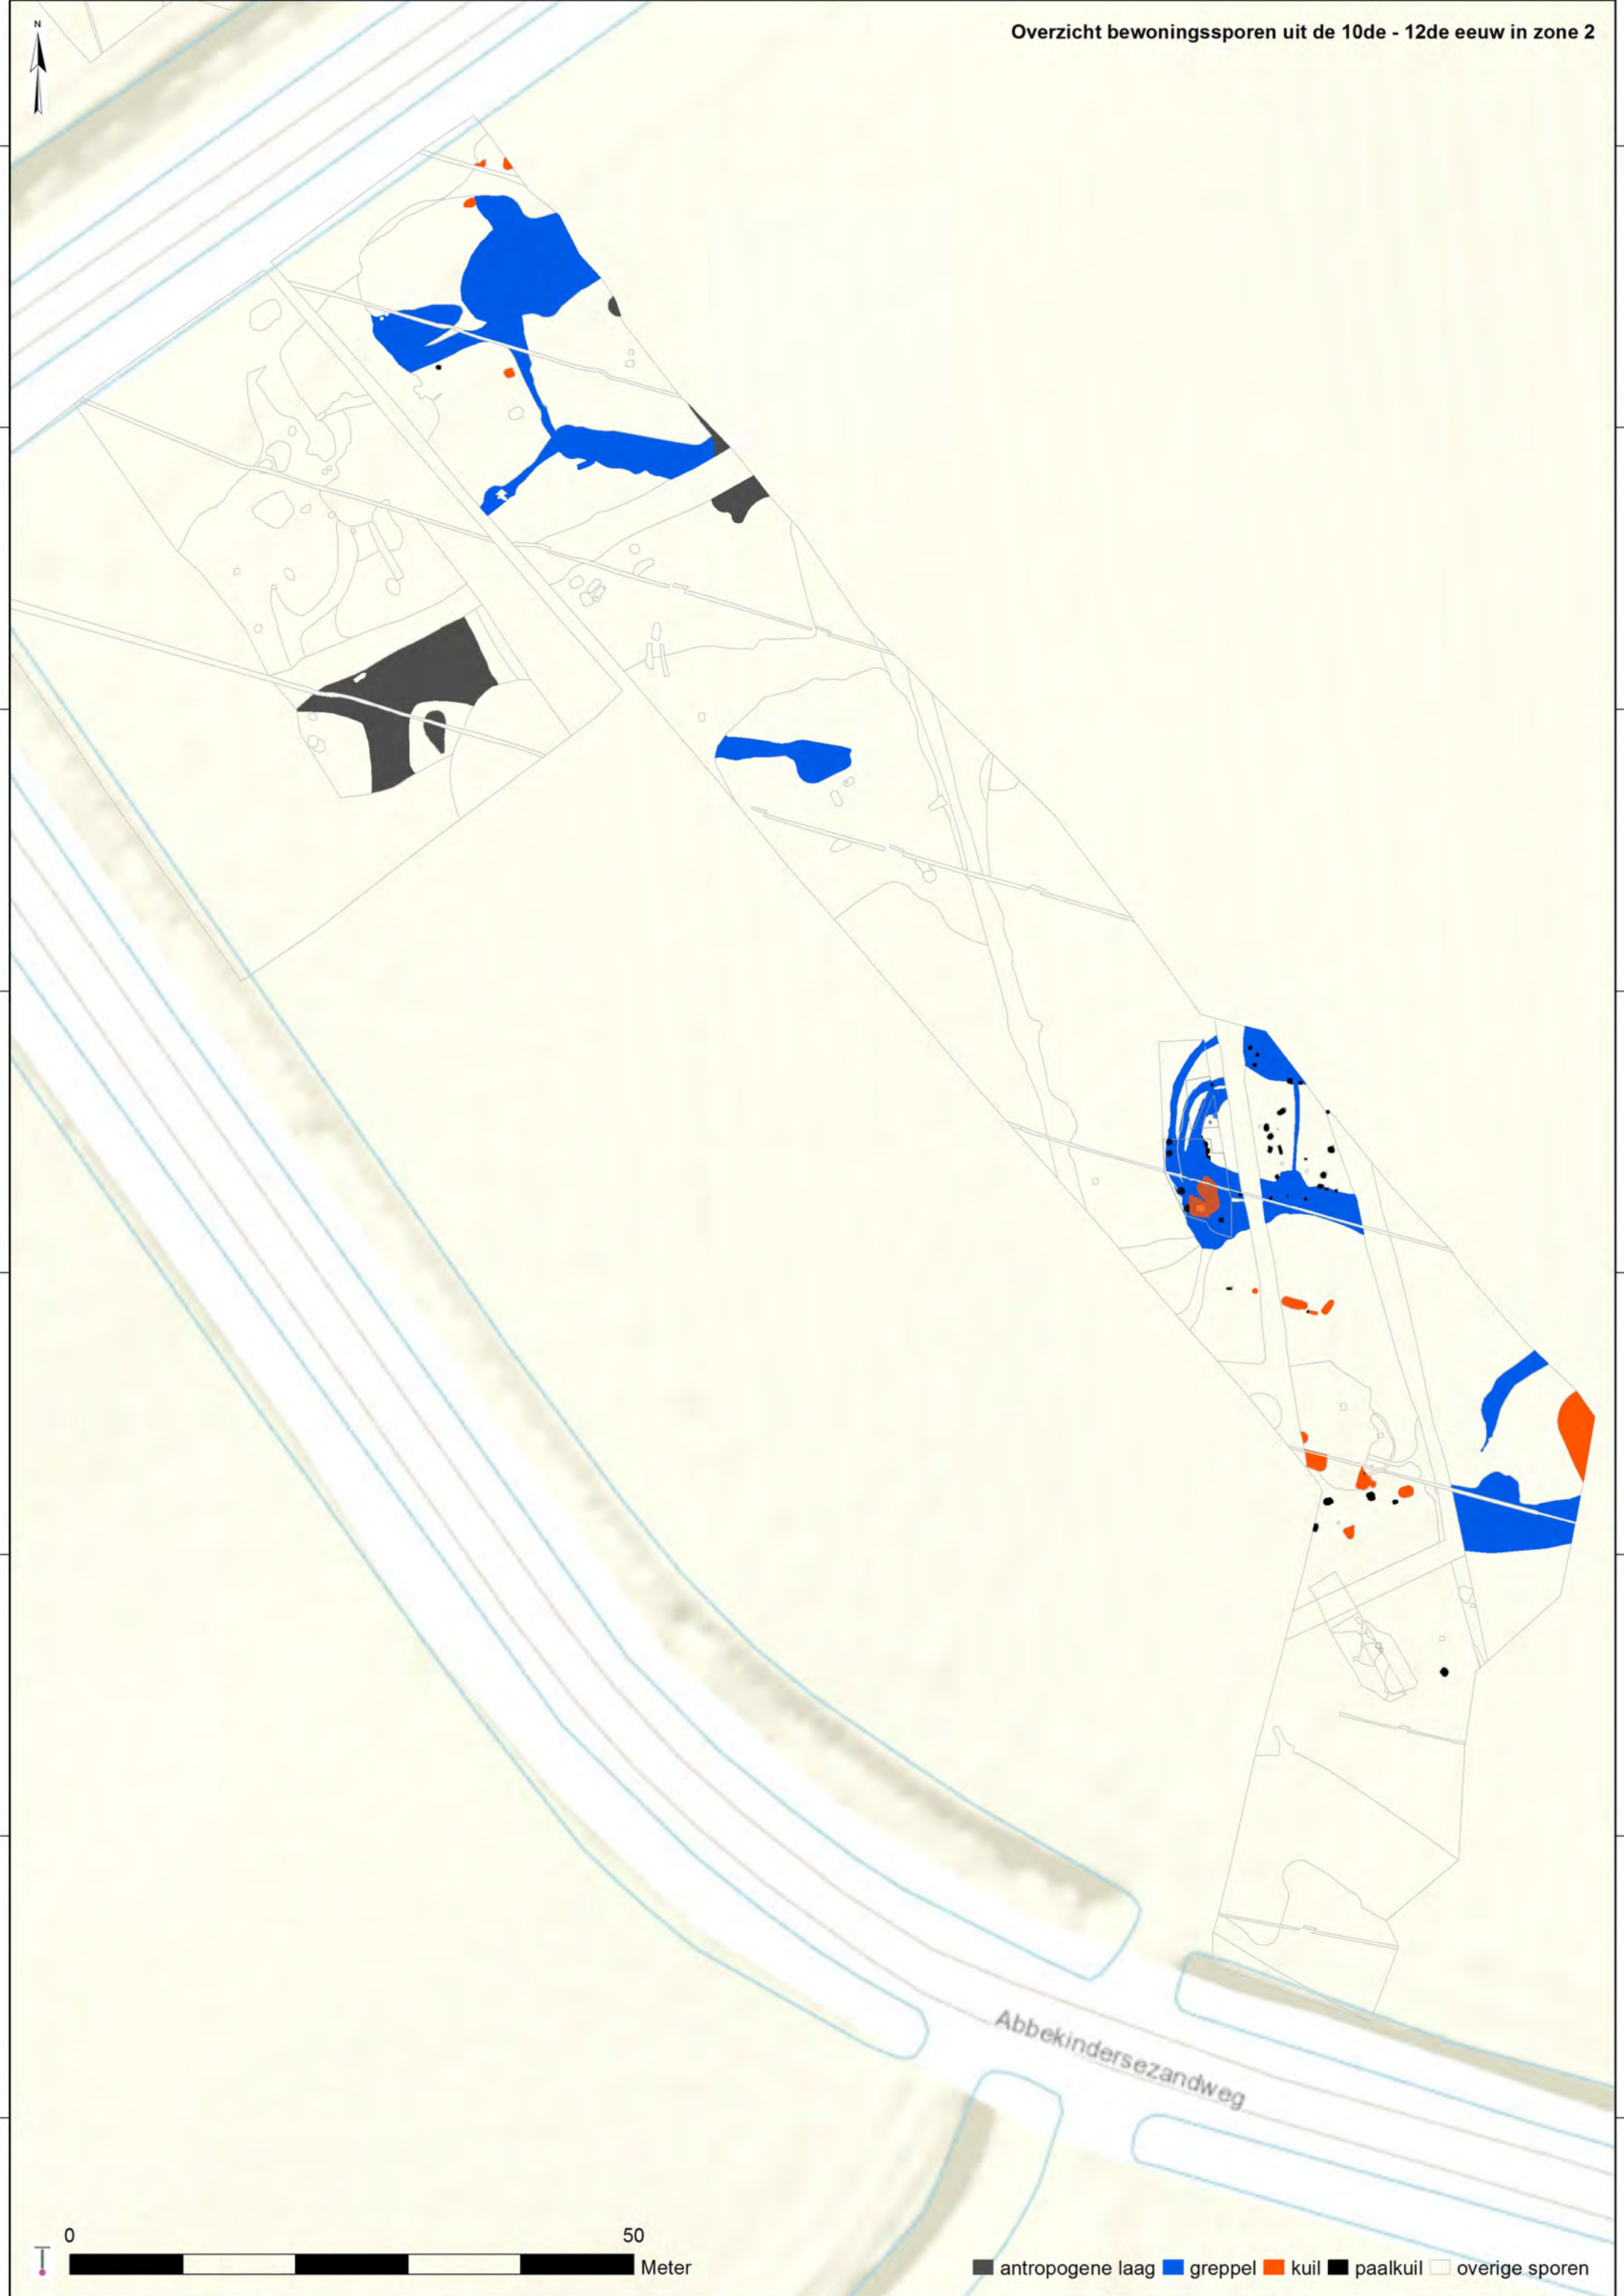 N
Overzicht bewoningssporen uit de 10de - 12de eeuw in zone 2
Abbekindersezandweg
0 50
Meter
antropogene laag greppel kuil paalkuil overige sporen